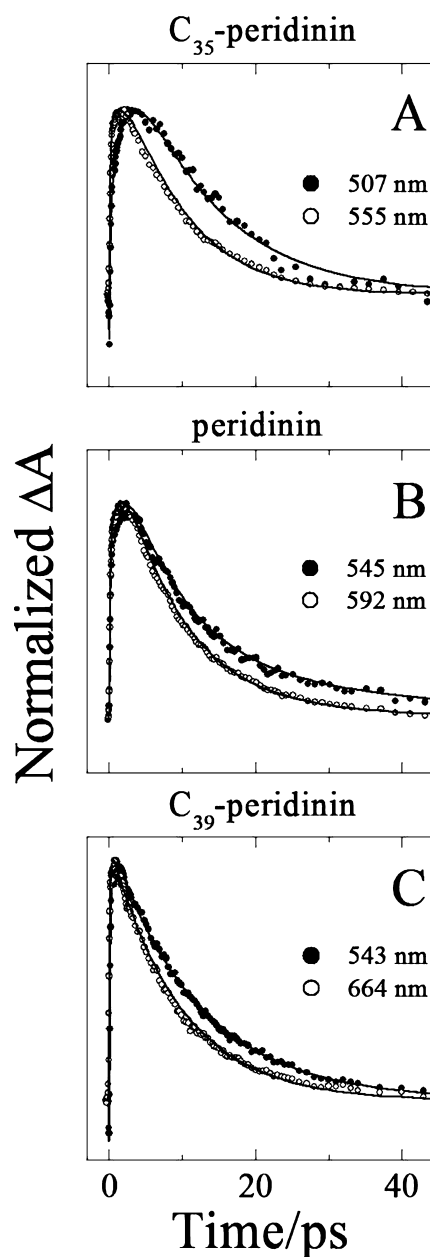 C₃₅-peridinin
A
507 nm
555 nm
peridinin
B
545 nm
592 nm
C₃₉-peridinin
C
543 nm
664 nm
Normalized ΔA
0 20 40
Time/ps